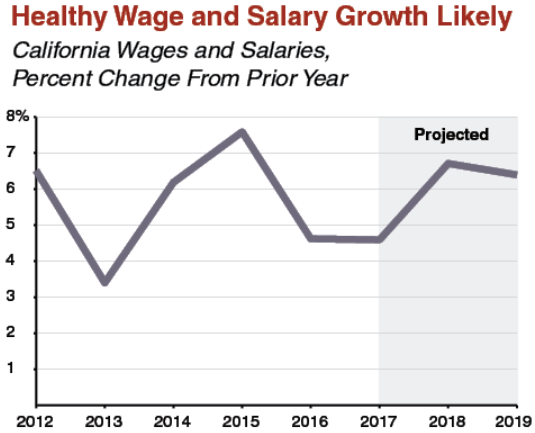 Healthy Wage and Salary Growth Likely
California Wages and Salaries,
Percent Change From Prior Year
8%
Projected
7
6
5
4
3
2
1
2012 2013 2014 2015 2016 2017 2018 2019